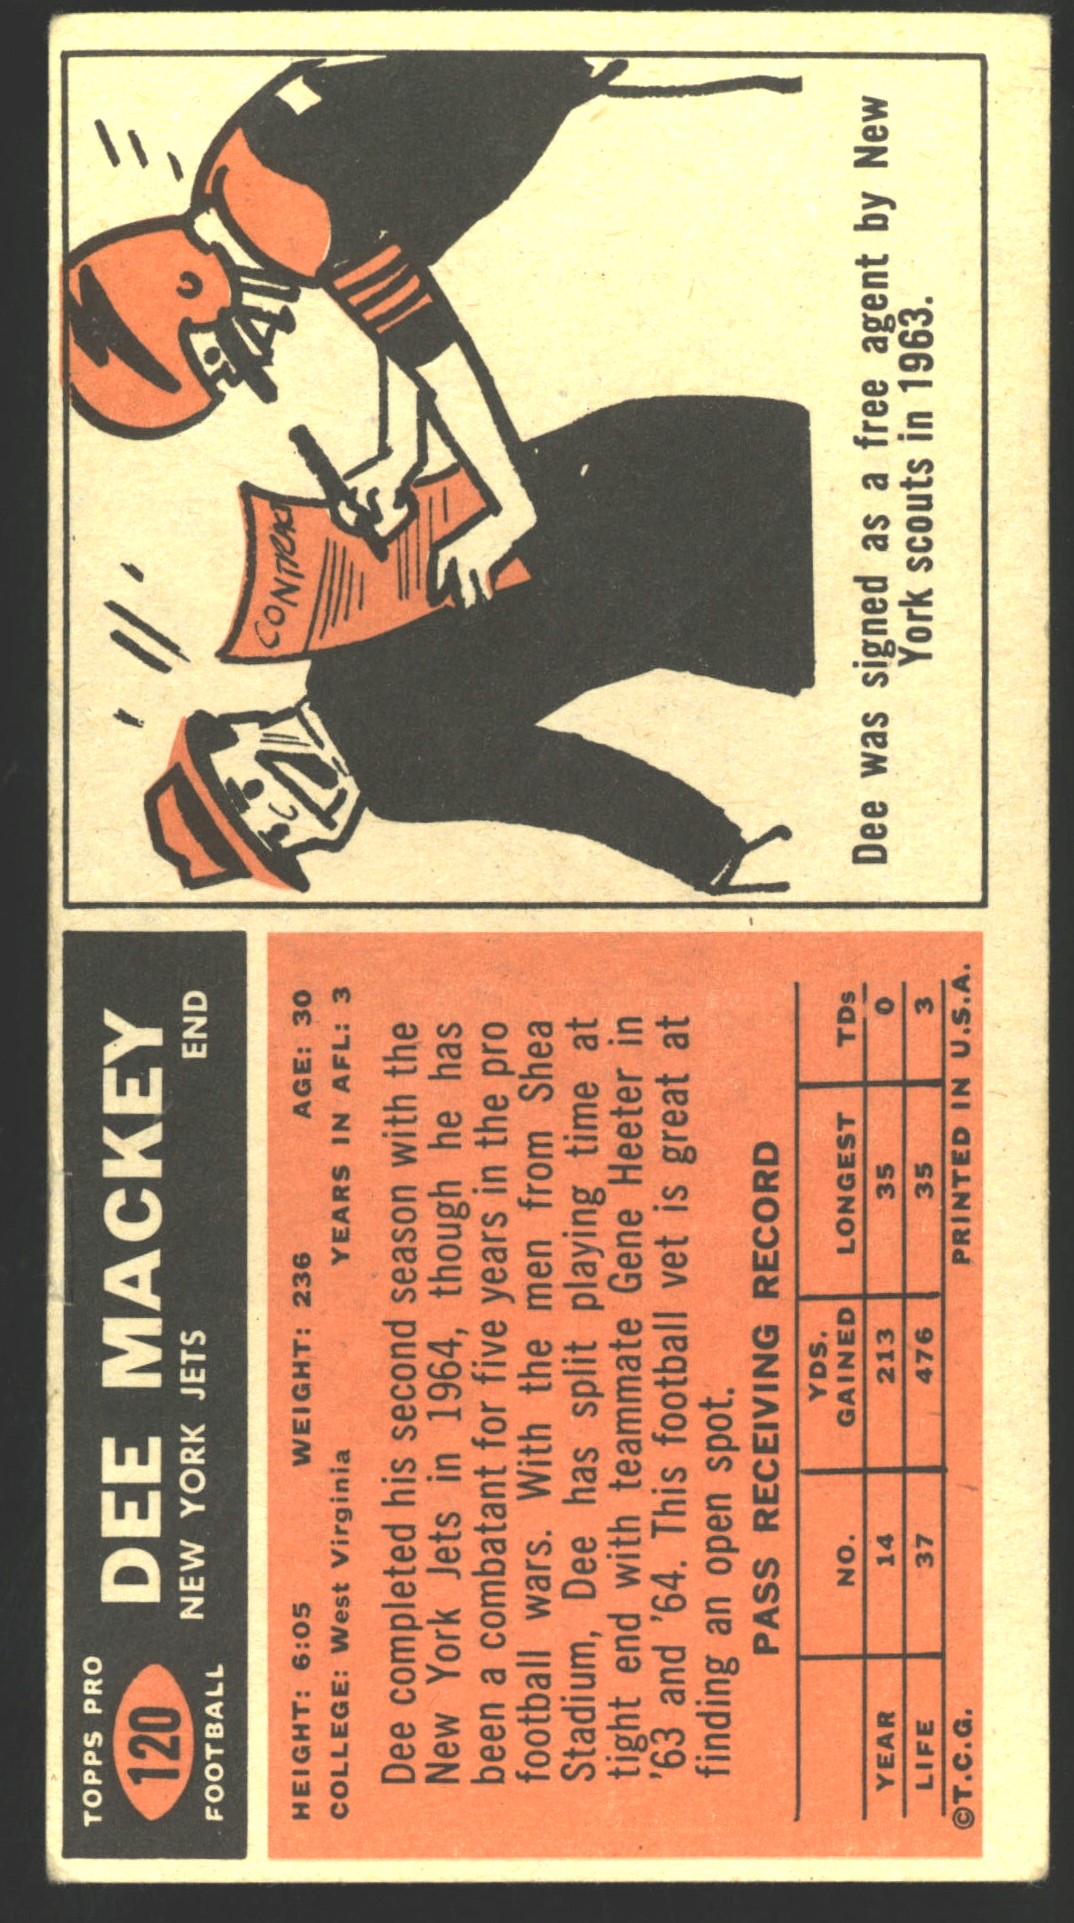 TOPPS PRO
120
FOOTBALL
DEE MACKEY
NEW YORK JETS END
HEIGHT: 6:05 WEIGHT: 236 AGE: 30
COLLEGE: West Virginia YEARS IN AFL: 3
Dee completed his second season with the
New York Jets in 1964, though he has
been a combatant for five years in the pro
football wars. With the men from Shea
Stadium, Dee has split playing time at
tight end with teammate Gene Heeter in
'63 and '64. This football vet is great at
finding an open spot.
PASS RECEIVING RECORD
NO. YDS. GAINED LONGEST TDs
YEAR 14 213 35 0
LIFE 37 476 35 3
©T.C.G. PRINTED IN U.S.A.
CONTRAC
Dee was signed as a free agent by New
York scouts in 1963.